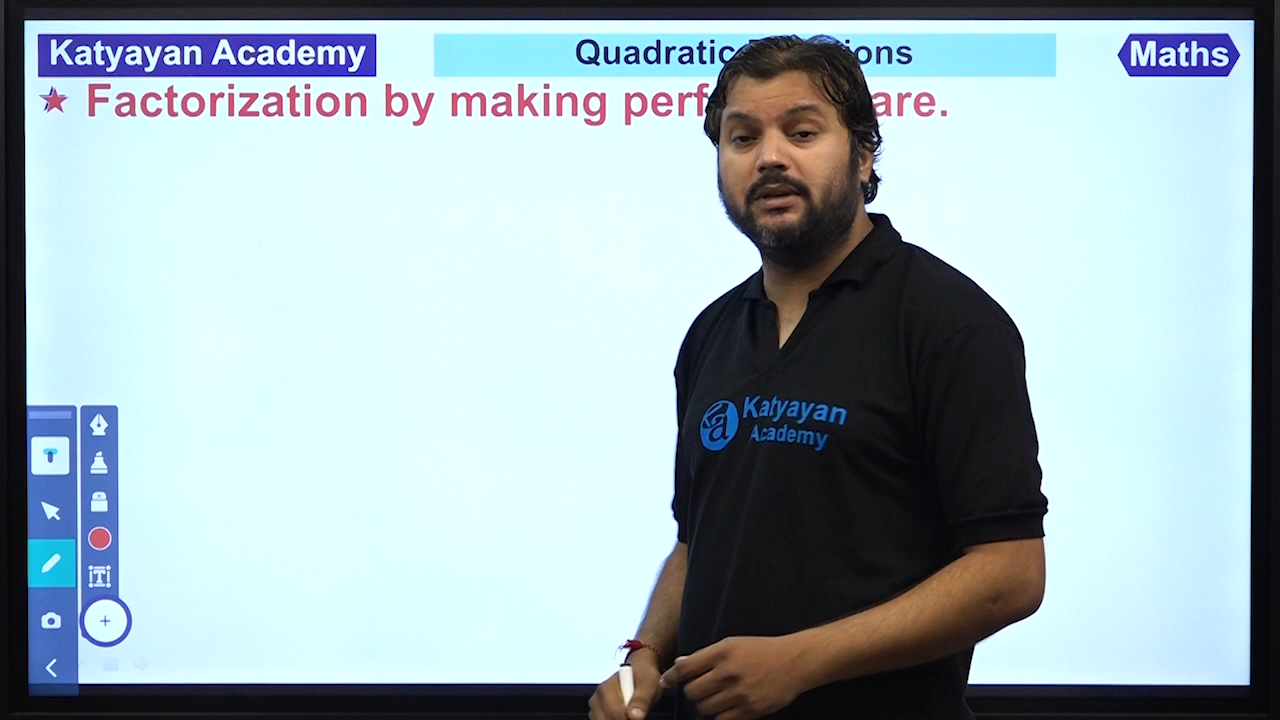 Katyayan Academy
Quadratic
Maths
Factorization by making
Katyayan
Academy